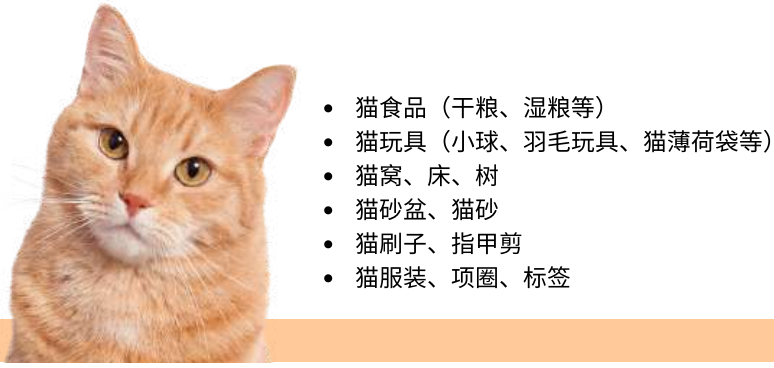 • 猫食品（干粮、湿粮等）
• 猫玩具（小球、羽毛玩具、猫薄荷袋等）
• 猫窝、床、树
• 猫砂盆、猫砂
• 猫刷子、指甲剪
• 猫服装、项圈、标签